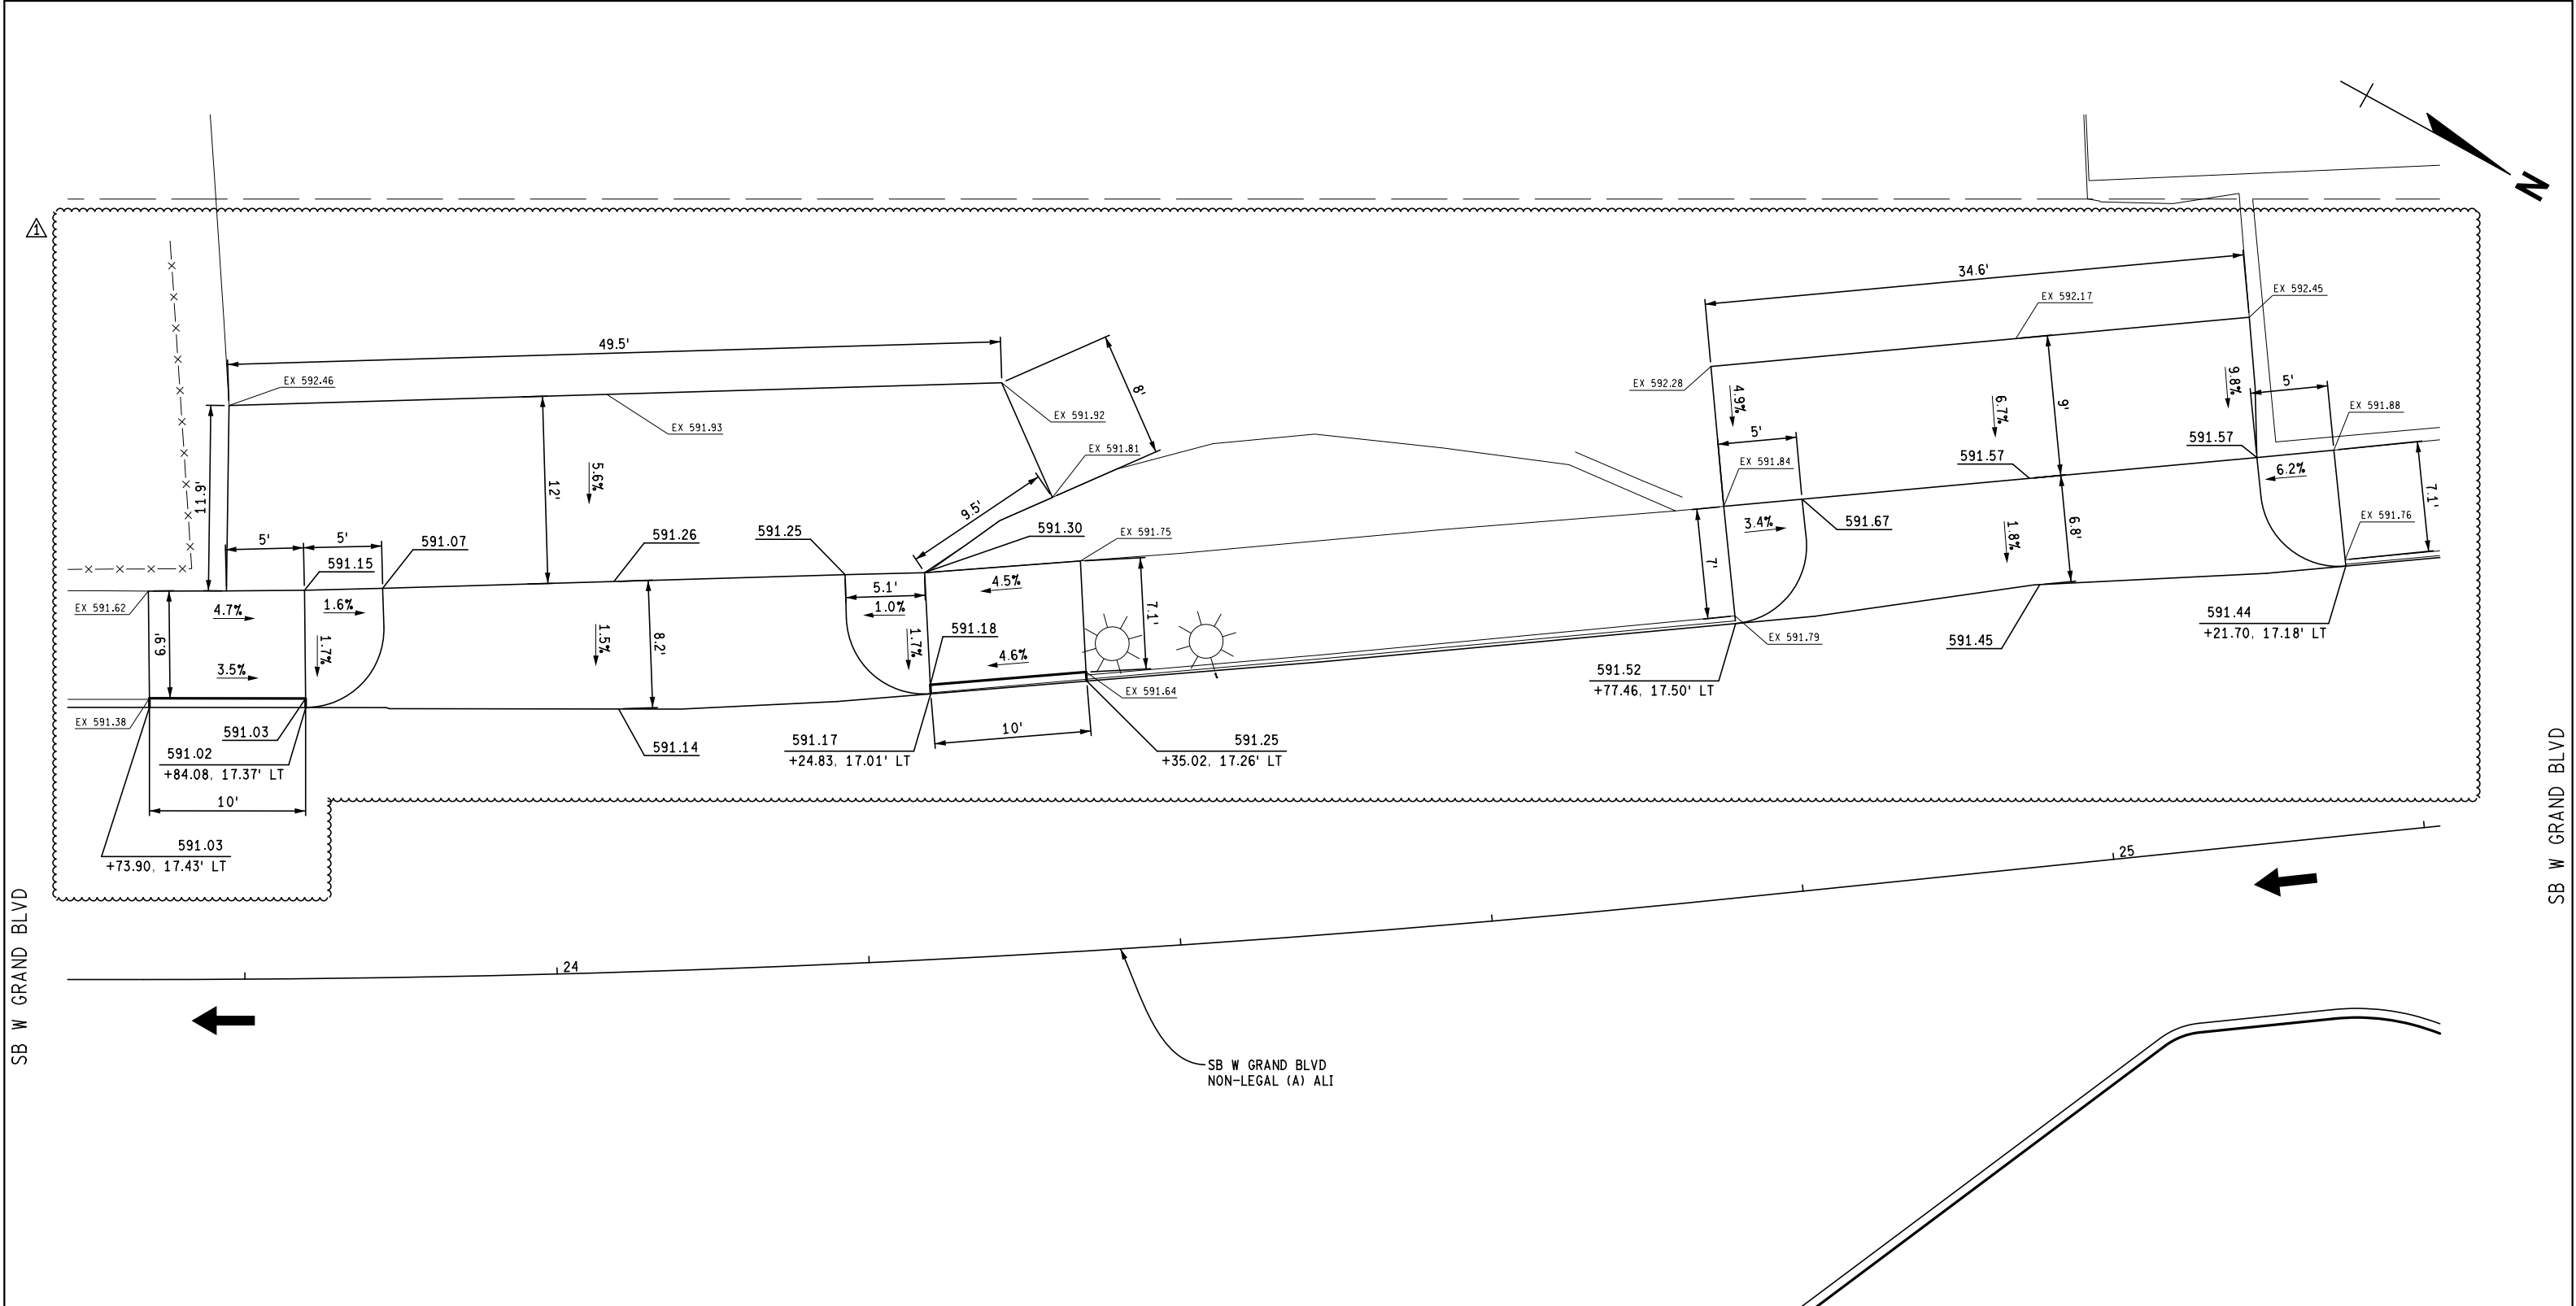 N
1
34.6'
EX 592.17
EX 592.45
49.5'
EX 592.46
8'
EX 592.28
4.9%
9.8%
5'
6.7%
9'
EX 591.93
EX 591.92
EX 591.88
5'
591.57
591.57
EX 591.81
EX 591.84
6.2%
11.9'
12'
5.6%
9.5'
7.1'
5'
5'
591.07
591.26
591.25
591.30
EX 591.75
3.4%
591.67
1.8%
6.8'
EX 591.76
591.15
7'
5.1'
4.5%
EX 591.62
4.7%
1.6%
1.0%
7.1'
591.44
+21.70, 17.18' LT
6.9'
1.7%
1.5%
8.2'
1.7%
591.18
591.45
EX 591.79
3.5%
4.6%
EX 591.64
591.52
+77.46, 17.50' LT
EX 591.38
591.03
591.14
10'
591.02
+84.08, 17.37' LT
591.17
+24.83, 17.01' LT
591.25
+35.02, 17.26' LT
10'
591.03
+73.90, 17.43' LT
25
SB W GRAND BLVD
SB W GRAND BLVD
24
SB W GRAND BLVD
NON-LEGAL (A) ALI